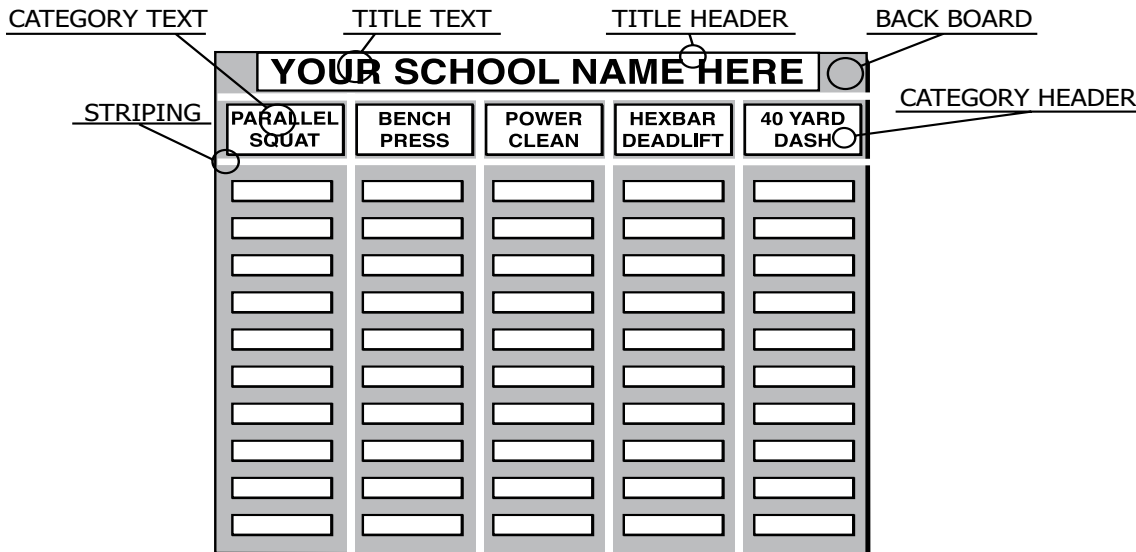 CATEGORY TEXT TITLE TEXT TITLE HEADER BACK BOARD
YOUR SCHOOL NAME HERE
STRIPING CATEGORY HEADER
PARALLEL SQUAT
BENCH PRESS
POWER CLEAN
HEXBAR DEADLIFT
40 YARD DASH